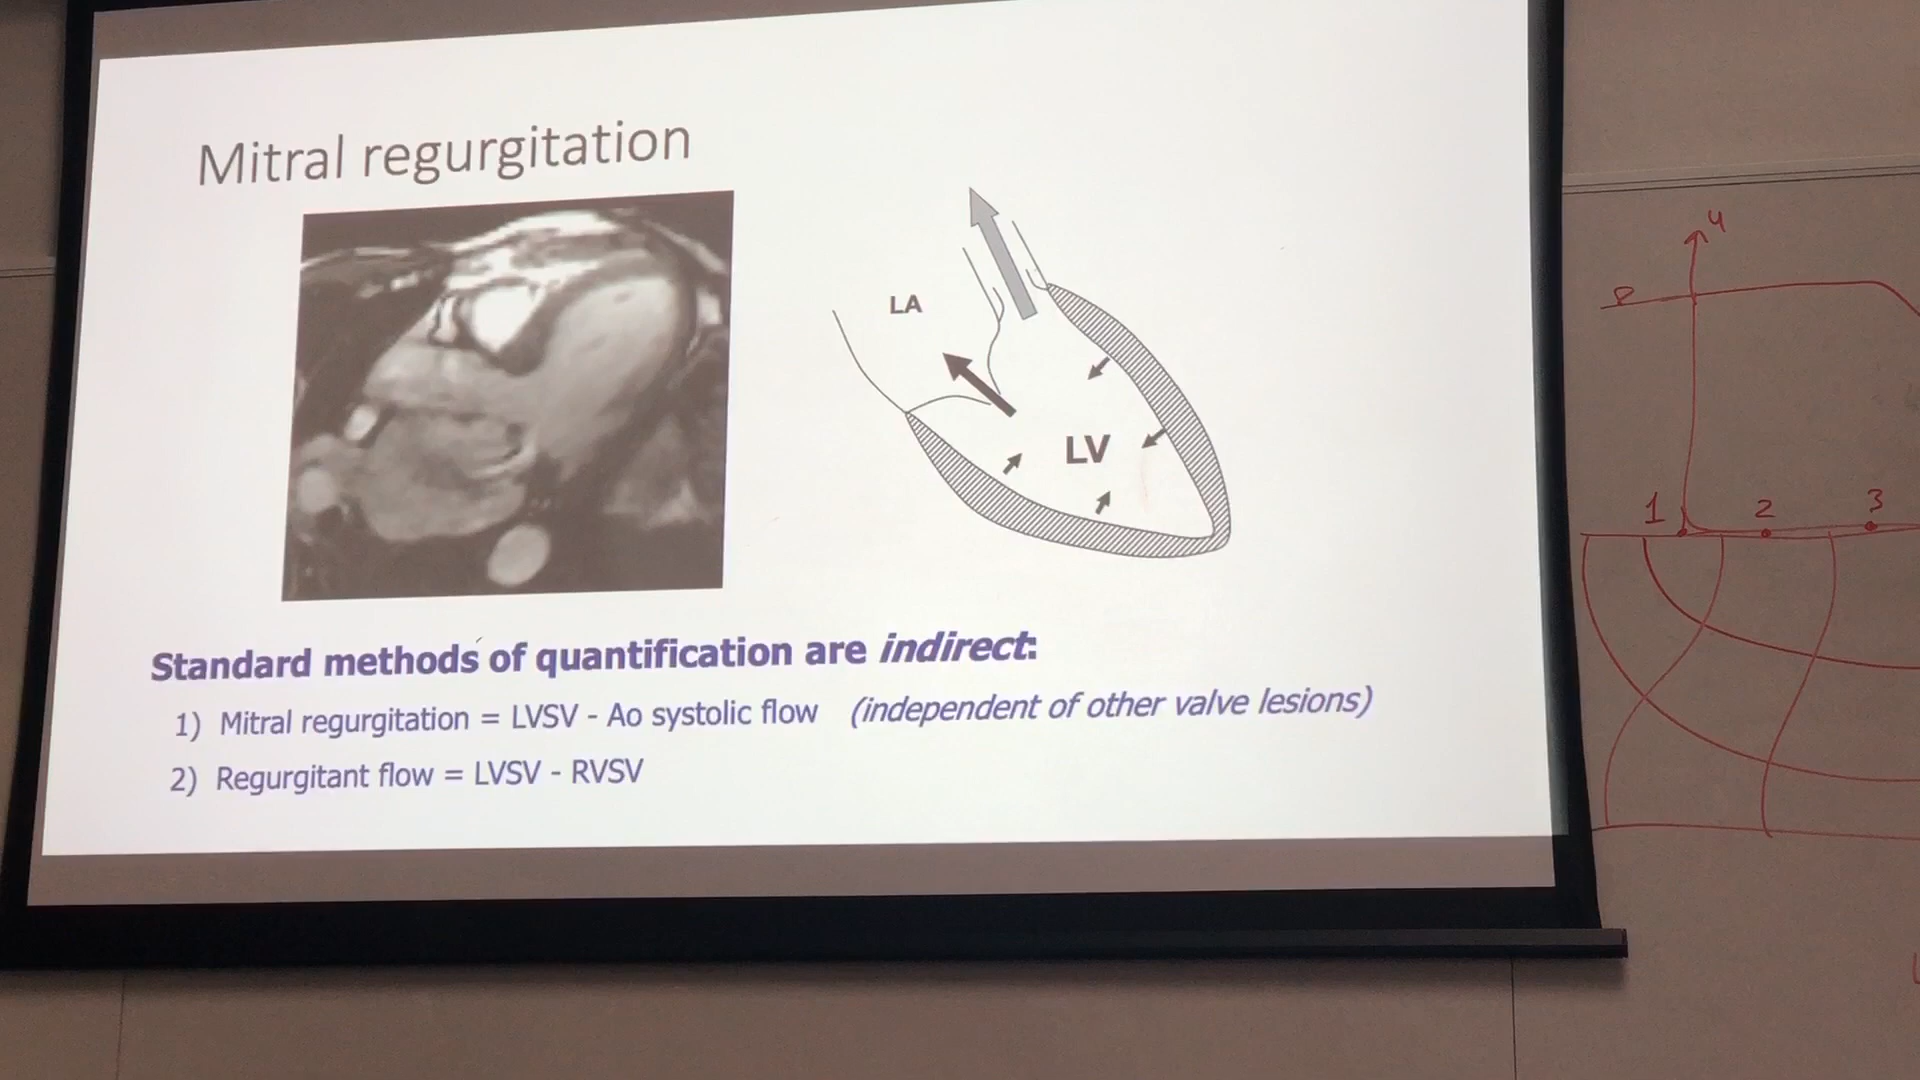 Mitral regurgitation
LA
LV
Standard methods of quantification are indirect:
1) Mitral regurgitation = LVSV - Ao systolic flow (independent of other valve lesions)
2) Regurgitant flow = LVSV - RVSV
1 2 3